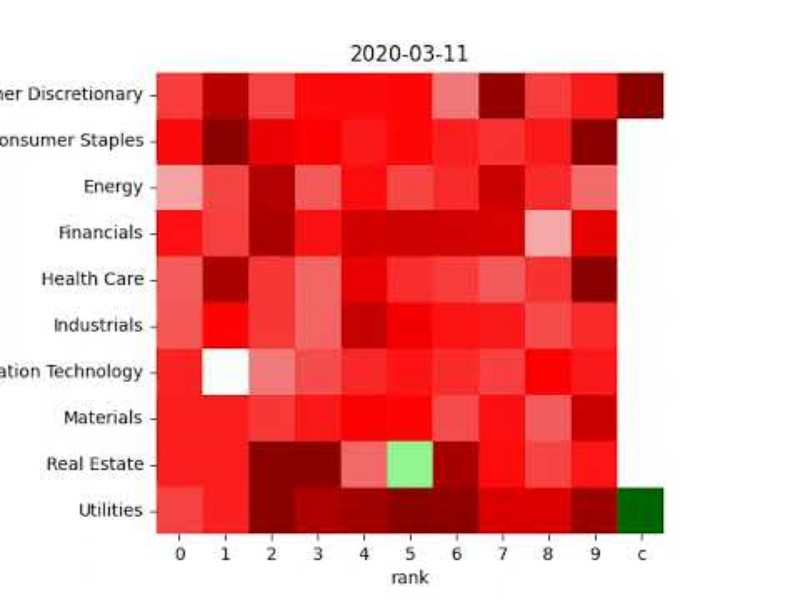 2020-03-11
ner Discretionary
onsumer Staples
Energy
Financials
Health Care
Industrials
ation Technology
Materials
Real Estate
Utilities
0 1 2 3 4 5 6 7 8 9 c
rank